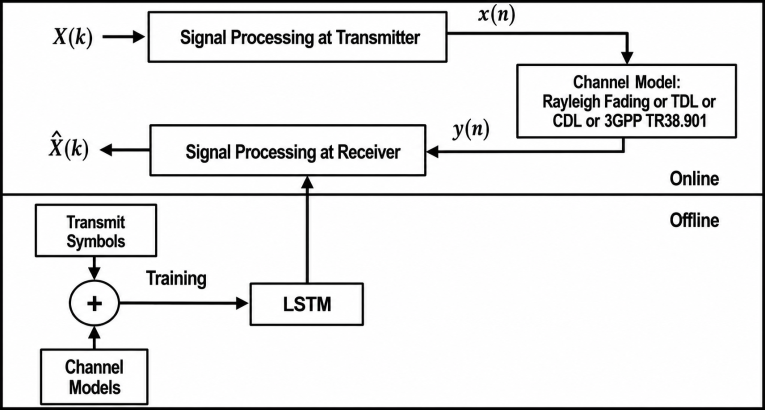 X(k)
Signal Processing at Transmitter
x(n)
Channel Model:
Rayleigh Fading or TDL or
CDL or 3GPP TR38.901
X̂(k)
Signal Processing at Receiver
y(n)
Online
Offline
Transmit
Symbols
Training
+
LSTM
Channel
Models